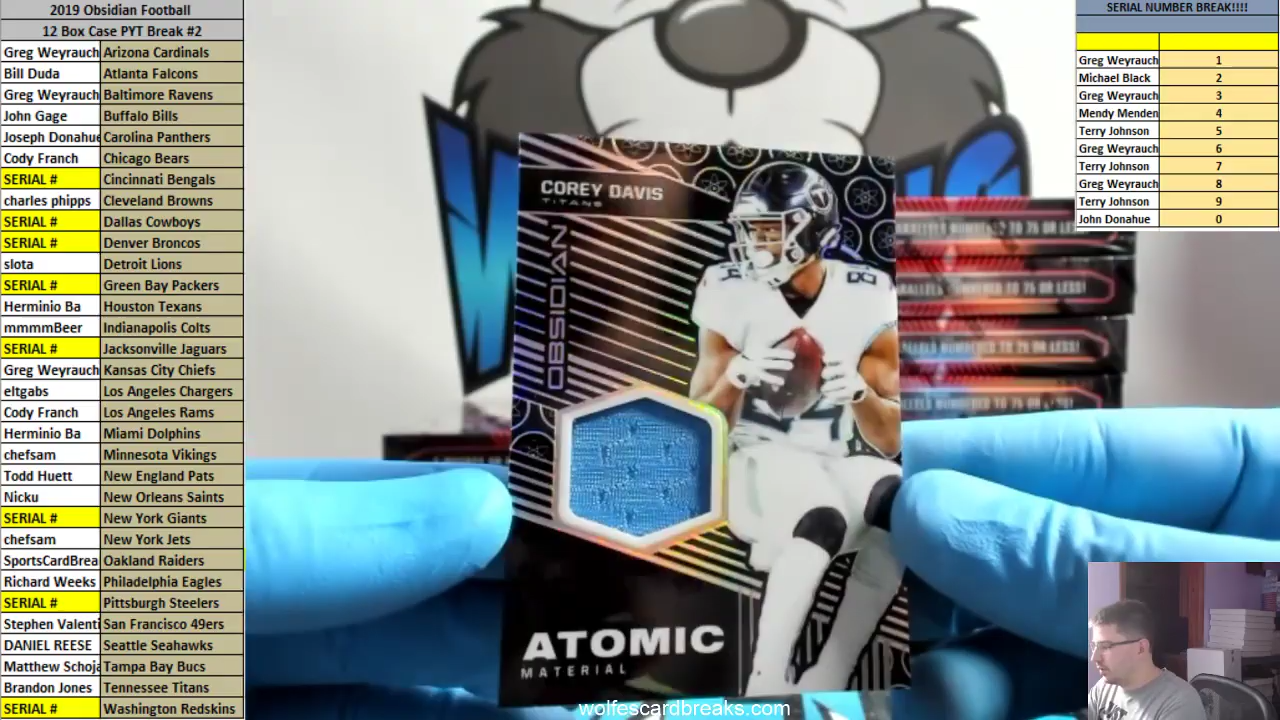 2019 Obsidian Football
12 Box Case PYT Break #2
Greg Weyrauch Arizona Cardinals
Bill Duda Atlanta Falcons
Greg Weyrauch Baltimore Ravens
John Gage Buffalo Bills
Joseph Donahue Carolina Panthers
Cody Franch Chicago Bears
SERIAL # Cincinnati Bengals
charles phipps Cleveland Browns
SERIAL # Dallas Cowboys
SERIAL # Denver Broncos
slota Detroit Lions
SERIAL # Green Bay Packers
Herminio Ba Houston Texans
mmmmBeer Indianapolis Colts
SERIAL # Jacksonville Jaguars
Greg Weyrauch Kansas City Chiefs
eltgabs Los Angeles Chargers
Cody Franch Los Angeles Rams
Herminio Ba Miami Dolphins
chefsam Minnesota Vikings
Todd Huett New England Pats
Nicku New Orleans Saints
SERIAL # New York Giants
chefsam New York Jets
SportsCardBrea Oakland Raiders
Richard Weeks Philadelphia Eagles
SERIAL # Pittsburgh Steelers
Stephen Valenti San Francisco 49ers
DANIEL REESE Seattle Seahawks
Matthew Schoja Tampa Bay Bucs
Brandon Jones Tennessee Titans
SERIAL # Washington Redskins
COREY DAVIS
TITANS
OBSIDIAN
84
ATOMIC
MATERIAL
wolfescardbreaks.com
SERIAL NUMBER BREAK!!!!
Greg Weyrauch 1
Michael Black 2
Greg Weyrauch 3
Mendy Menden 4
Terry Johnson 5
Greg Weyrauch 6
Terry Johnson 7
Greg Weyrauch 8
Terry Johnson 9
John Donahue 0
NUMBERED TO 75 OR LESS!
OR LESS!